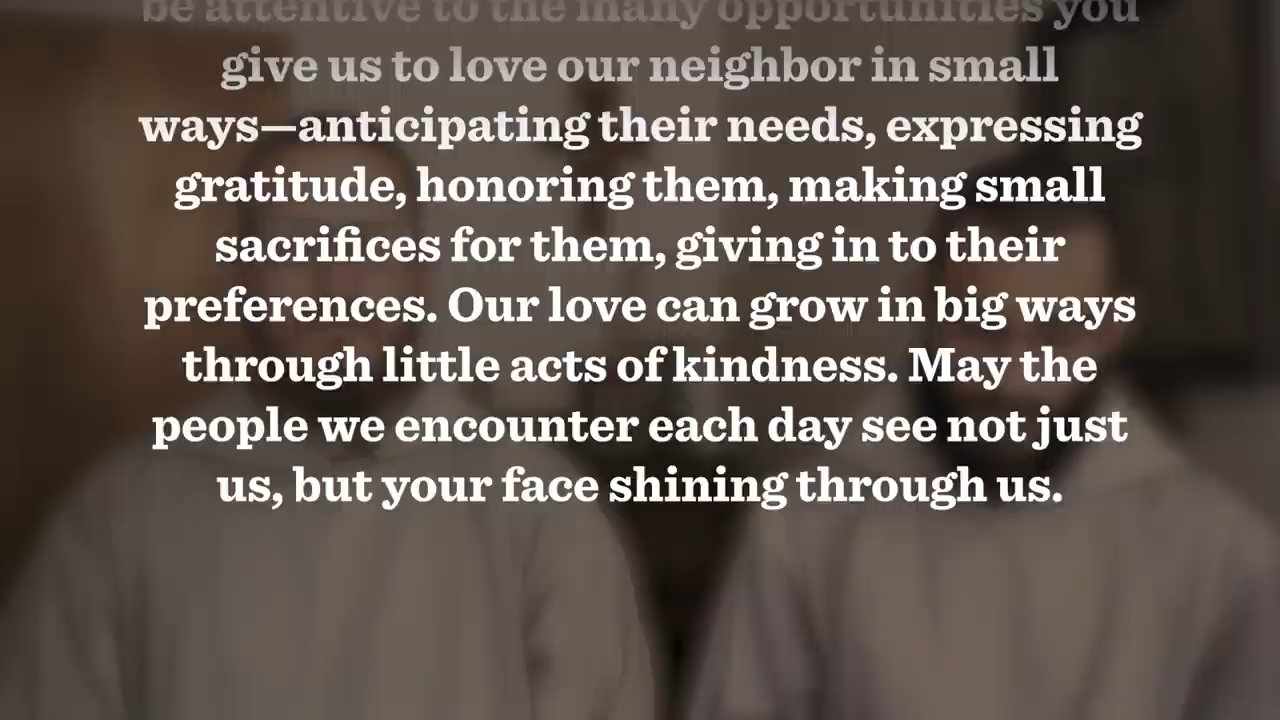 be attentive to the many opportunities you
give us to love our neighbor in small
ways—anticipating their needs, expressing
gratitude, honoring them, making small
sacrifices for them, giving in to their
preferences. Our love can grow in big ways
through little acts of kindness. May the
people we encounter each day see not just
us, but your face shining through us.